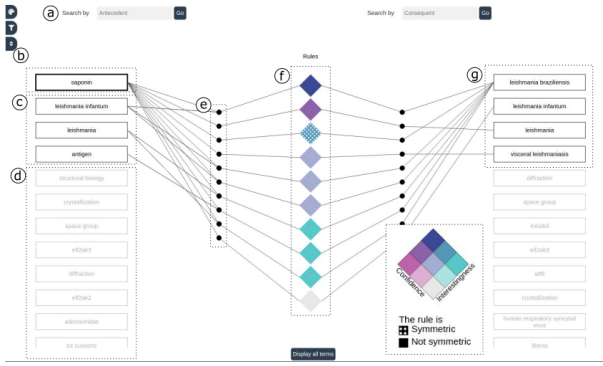 a
Search by
Antecedent
Go
Search by
Consequent
Go
b
Rules
saponin
f
g
leishmania braziliensis
c
leishmania infantum
e
leishmania infantum
leishmania
leishmania
antigen
visceral leishmaniasis
d
structural biology
diffraction
crystallization
space group
space group
inositol
eif2ak3
eif2ak3
diffraction
atf6
eif2ak2
crystallization
adenoviridae
human respiratory syncytial
virus
liberia
Confidence
Interestingness
The rule is
Symmetric
Not symmetric
Display all terms